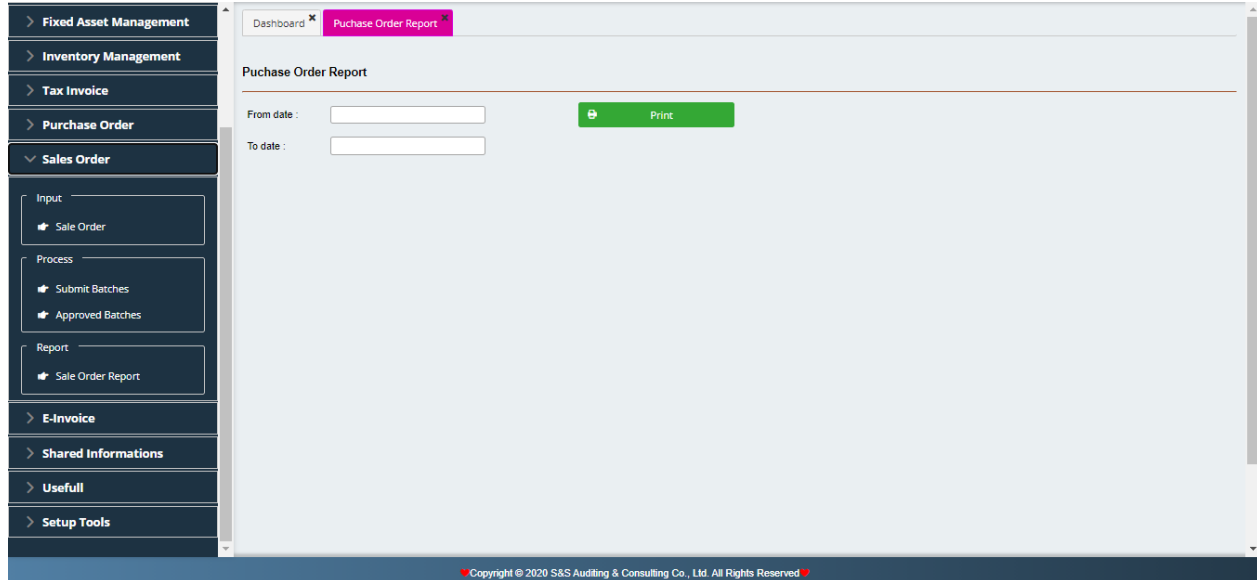 Fixed Asset Management
Inventory Management
Tax Invoice
Purchase Order
Sales Order
Input
Sale Order
Process
Submit Batches
Approved Batches
Report
Sale Order Report
E-Invoice
Shared Informations
Usefull
Setup Tools
Dashboard
Puchase Order Report
Puchase Order Report
From date :
Print
To date :
Copyright © 2020 S&S Auditing & Consulting Co., Ltd. All Rights Reserved